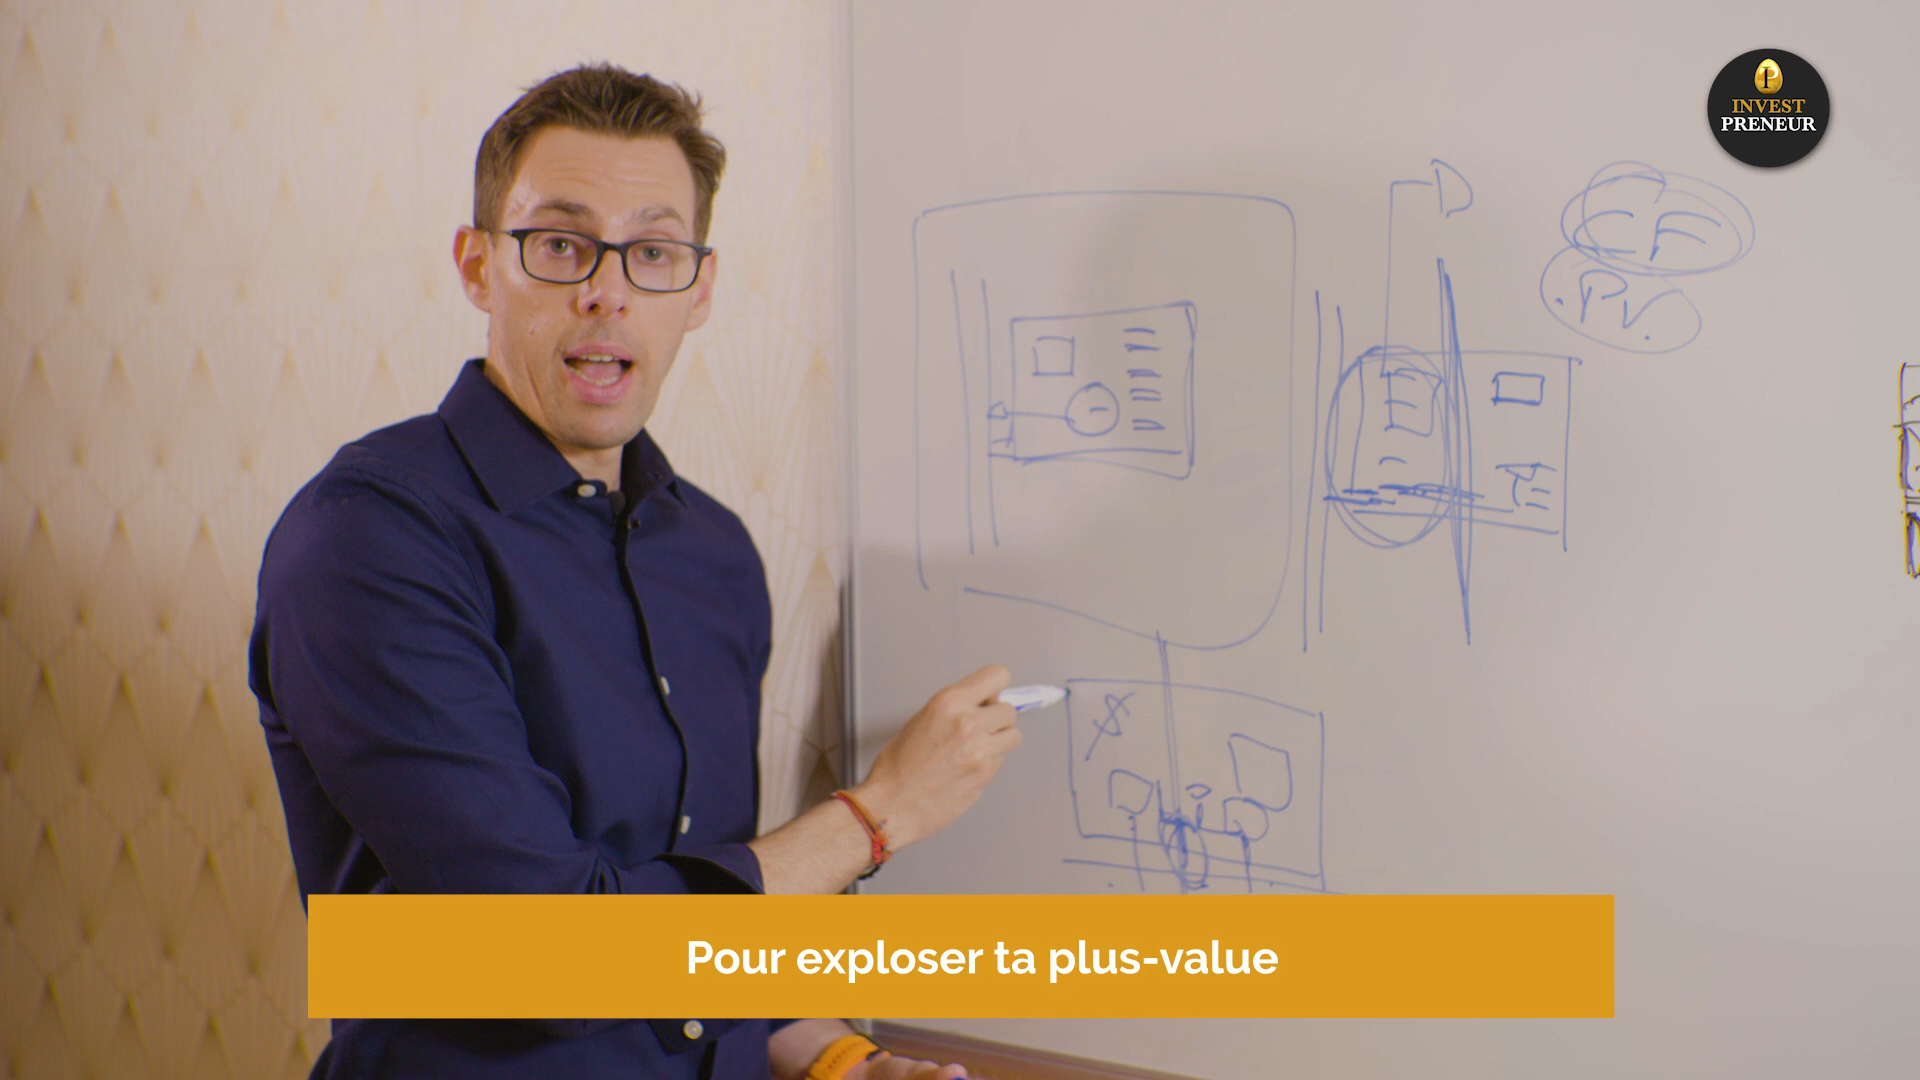 INVEST
PRENEUR
D
CF
.PV.
$
Pour exploser ta plus-value